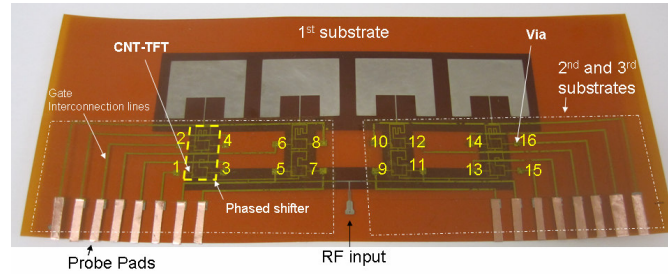 1st substrate
CNT-TFT
Via
2nd and 3rd
substrates
Gate
Interconnection lines
2 4 6 8 10 12 14 16
1 3 5 7 9 11 13 15
Phased shifter
Probe Pads
RF input